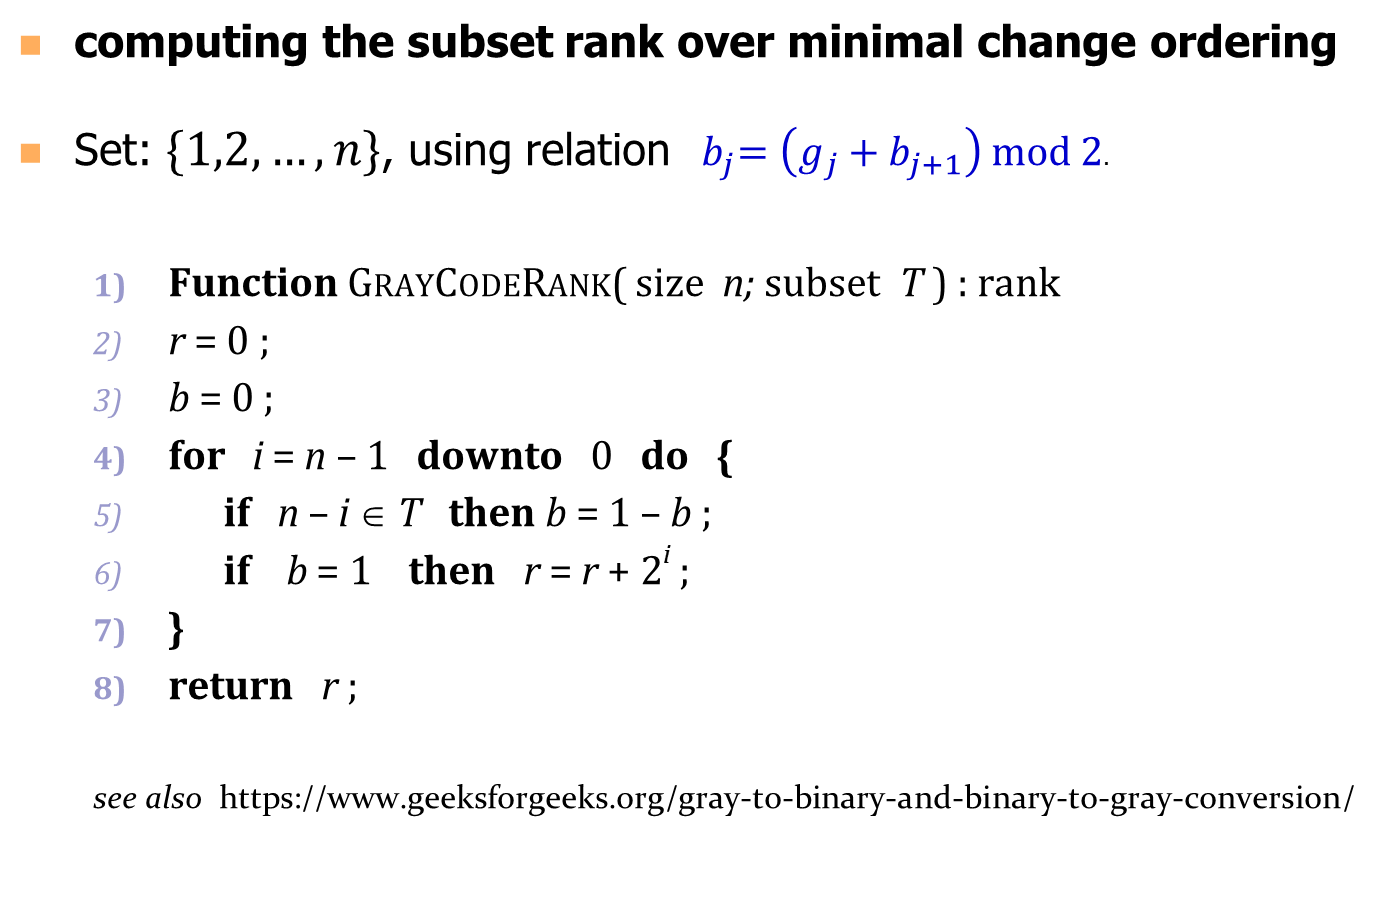 computing the subset rank over minimal change ordering
Set: {1,2, … , n}, using relation b_j= (g_j + b_{j+1}) mod 2.
1) Function GRAYCODERANK( size n; subset T ) : rank
2) r = 0 ;
3) b = 0 ;
4) for i = n – 1 downto 0 do {
5) if n – i ∈ T then b = 1 – b ;
6) if b = 1 then r = r + 2^i ;
7) }
8) return r ;
see also https://www.geeksforgeeks.org/gray-to-binary-and-binary-to-gray-conversion/